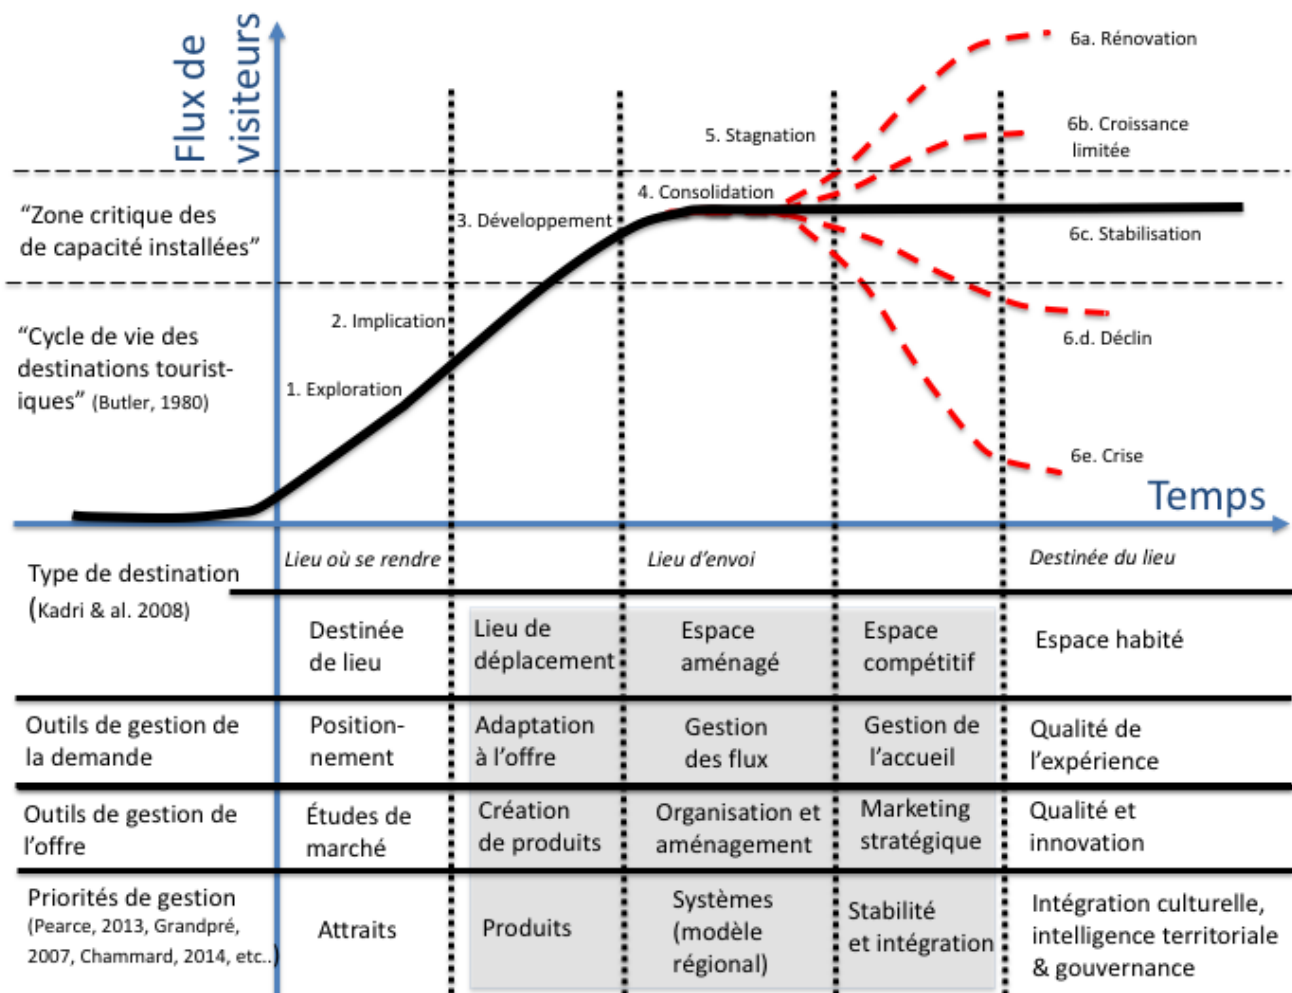 Flux de
visiteurs
6a. Rénovation
6b. Croissance
limitée
5. Stagnation
4. Consolidation
3. Développement
6c. Stabilisation
“Zone critique des
de capacité installées”
2. Implication
6.d. Déclin
“Cycle de vie des
destinations tourist-
iques” (Butler, 1980)
1. Exploration
6e. Crise
Temps
Type de destination
(Kadri & al. 2008)
Lieu où se rendre
Lieu d’envoi
Destinée du lieu
Destinée
de lieu
Lieu de
déplacement
Espace
aménagé
Espace
compétitif
Espace habité
Outils de gestion de
la demande
Position-
nement
Adaptation
à l’offre
Gestion
des flux
Gestion de
l’accueil
Qualité de
l’expérience
Outils de gestion de
l’offre
Études de
marché
Création
de produits
Organisation et
aménagement
Marketing
stratégique
Qualité et
innovation
Priorités de gestion
(Pearce, 2013, Grandpré,
2007, Chammard, 2014, etc..)
Attraits
Produits
Systèmes
(modèle
régional)
Stabilité
et intégration
Intégration culturelle,
intelligence territoriale
& gouvernance